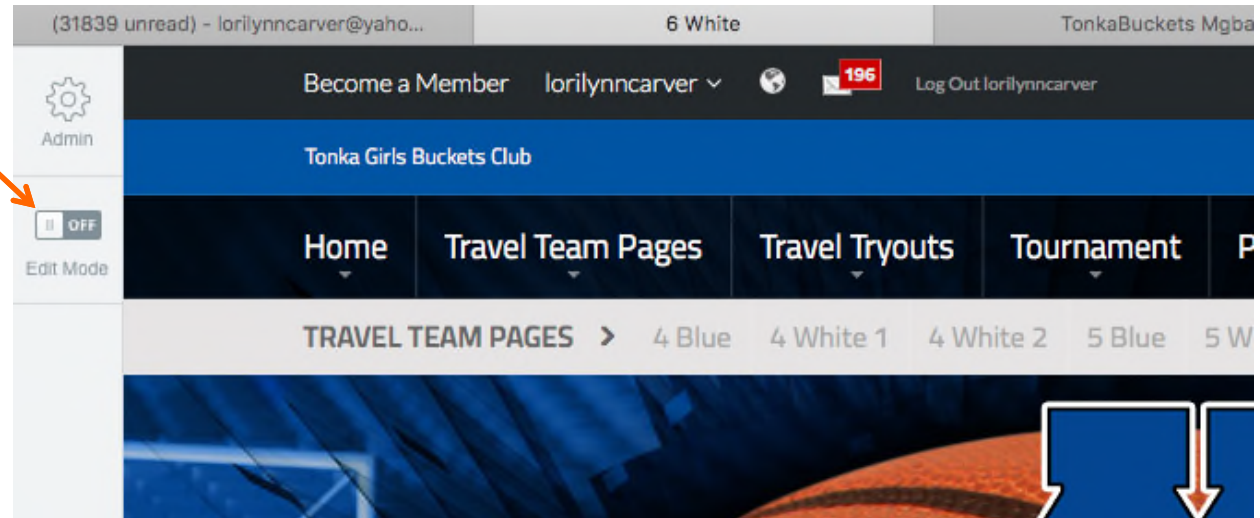 (31839 unread) - lorilynncarver@yaho... 6 White TonkaBuckets Mgba
Become a Member lorilynncarver 196 Log Out lorilynncarver
Admin
Tonka Girls Buckets Club
OFF
Edit Mode
Home Travel Team Pages Travel Tryouts Tournament P
TRAVEL TEAM PAGES > 4 Blue 4 White 1 4 White 2 5 Blue 5 W